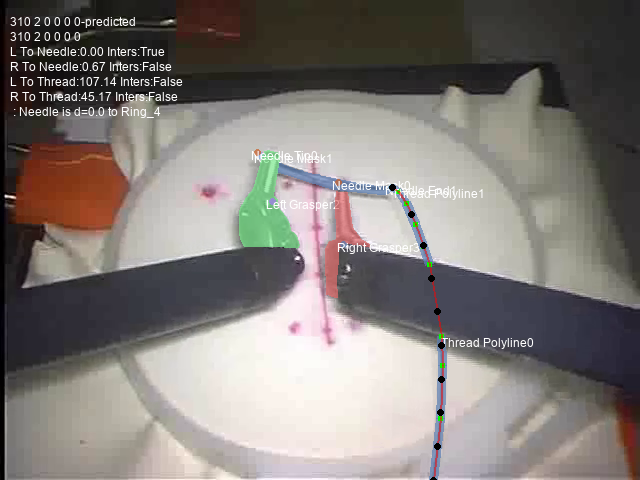 310 2 0 0 0 0-predicted
310 2 0 0 0 0
L To Needle:0.00 Inters:True
R To Needle:0.67 Inters:False
L To Thread:107.14 Inters:False
R To Thread:45.17 Inters:False
: Needle is d=0.0 to Ring_4
Needle Tip0
Mask1
Needle Mask0
End1
Thread Polyline1
Left Grasper2
Right Grasper3
Thread Polyline0